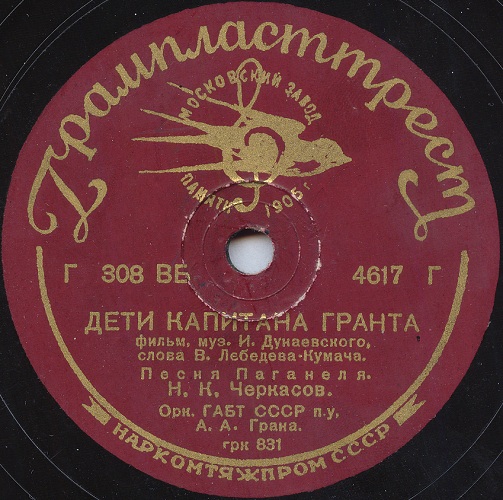 Грампласттрест
МОСКОВСКИЙ ЗАВОД
ПАМЯТИ 1905 г.
Г 308 ВЕ 4617 Г
ДЕТИ КАПИТАНА ГРАНТА
фильм, муз. И. Дунаевского,
слова В. Лебедева-Кумача.
Песня Паганеля.
Н. К. Черкасов.
Орк. ГАБТ СССР п.у,
А. А. Грана.
грк 831
НАРКОМТЯЖПРОМ СССР